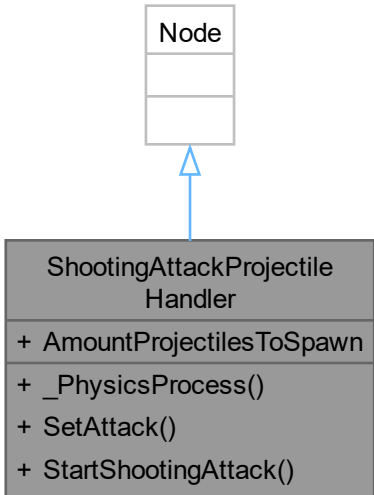 Node
ShootingAttackProjectile
Handler
+ AmountProjectilesToSpawn
+ _PhysicsProcess()
+ SetAttack()
+ StartShootingAttack()